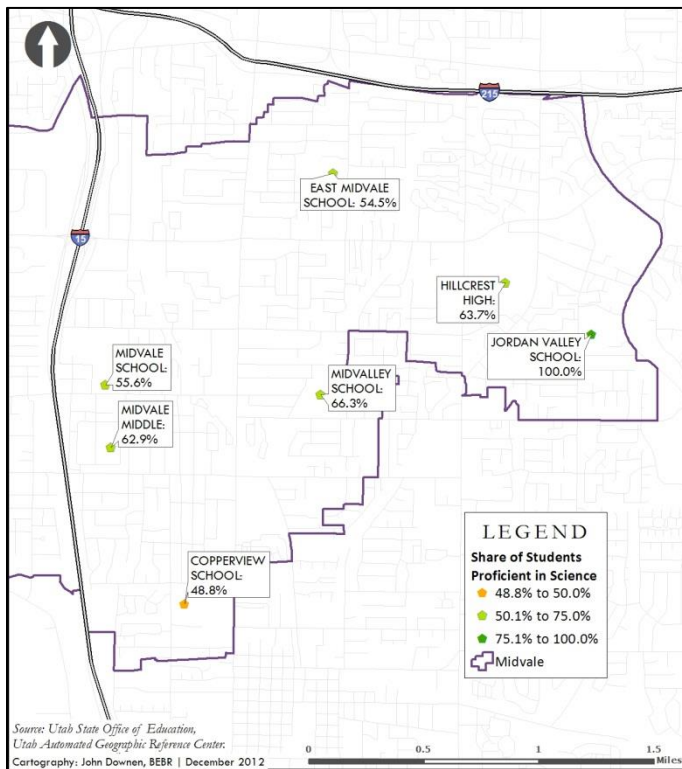 215
EAST MIDVALE
SCHOOL: 54.5%
15
HILLCREST
HIGH:
63.7%
JORDAN VALLEY
SCHOOL:
100.0%
MIDVALE
SCHOOL:
55.6%
MIDVALLEY
SCHOOL:
66.3%
MIDVALE
MIDDLE:
62.9%
COPPERVIEW
SCHOOL:
48.8%
LEGEND
Share of Students
Proficient in Science
48.8% to 50.0%
50.1% to 75.0%
75.1% to 100.0%
Midvale
Source: Utah State Office of Education,
Utah Automated Geographic Reference Center.
Cartography: John Downen, BEBR | December 2012
0 0.5 1 1.5
Miles